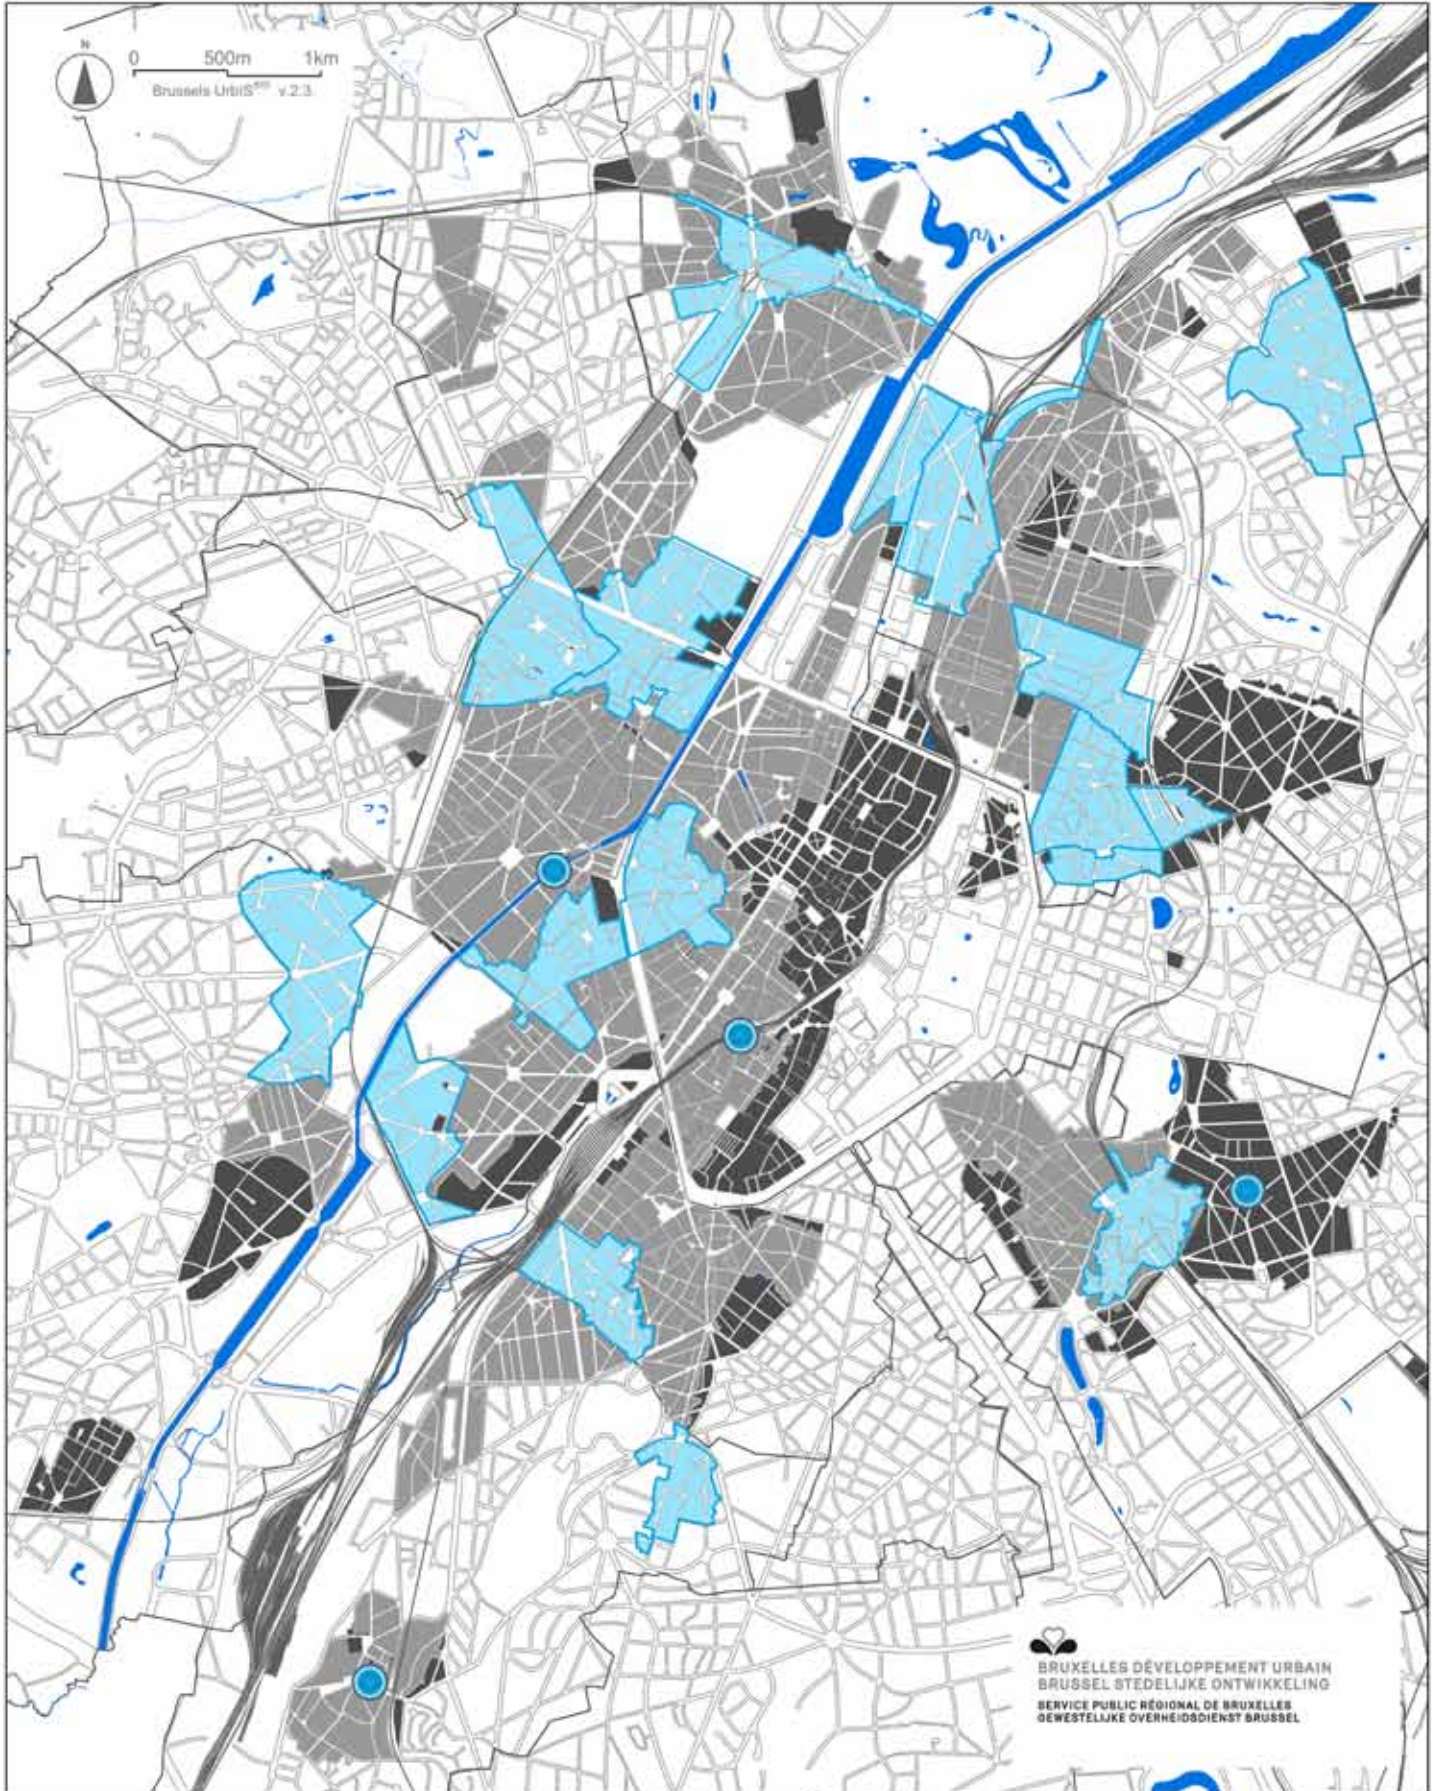 N
0 500m 1km
Brussels UrbIS v.2.3.
BRUXELLES DÉVELOPPEMENT URBAIN
BRUSSEL STEDELIJKE ONTWIKKELING
SERVICE PUBLIC RÉGIONAL DE BRUXELLES
GEWESTELIJKE OVERHEIDSDIENST BRUSSEL